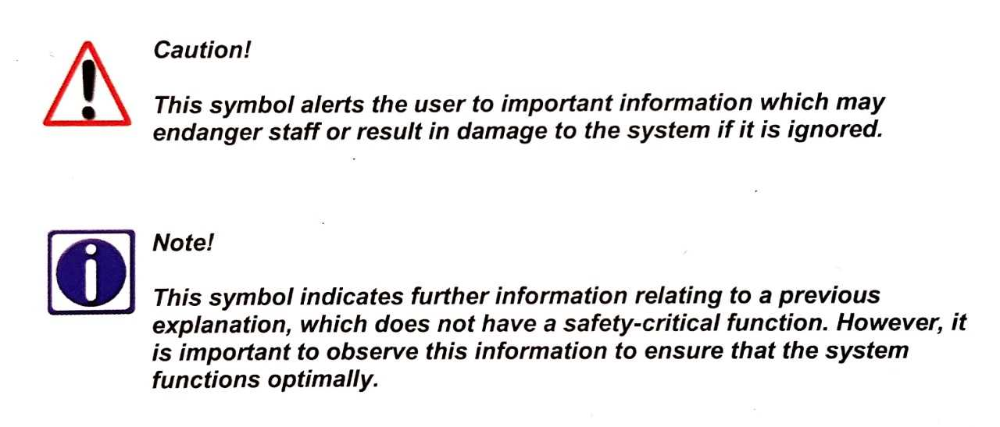 Caution!
This symbol alerts the user to important information which may
endanger staff or result in damage to the system if it is ignored.
Note!
This symbol indicates further information relating to a previous
explanation, which does not have a safety-critical function. However, it
is important to observe this information to ensure that the system
functions optimally.